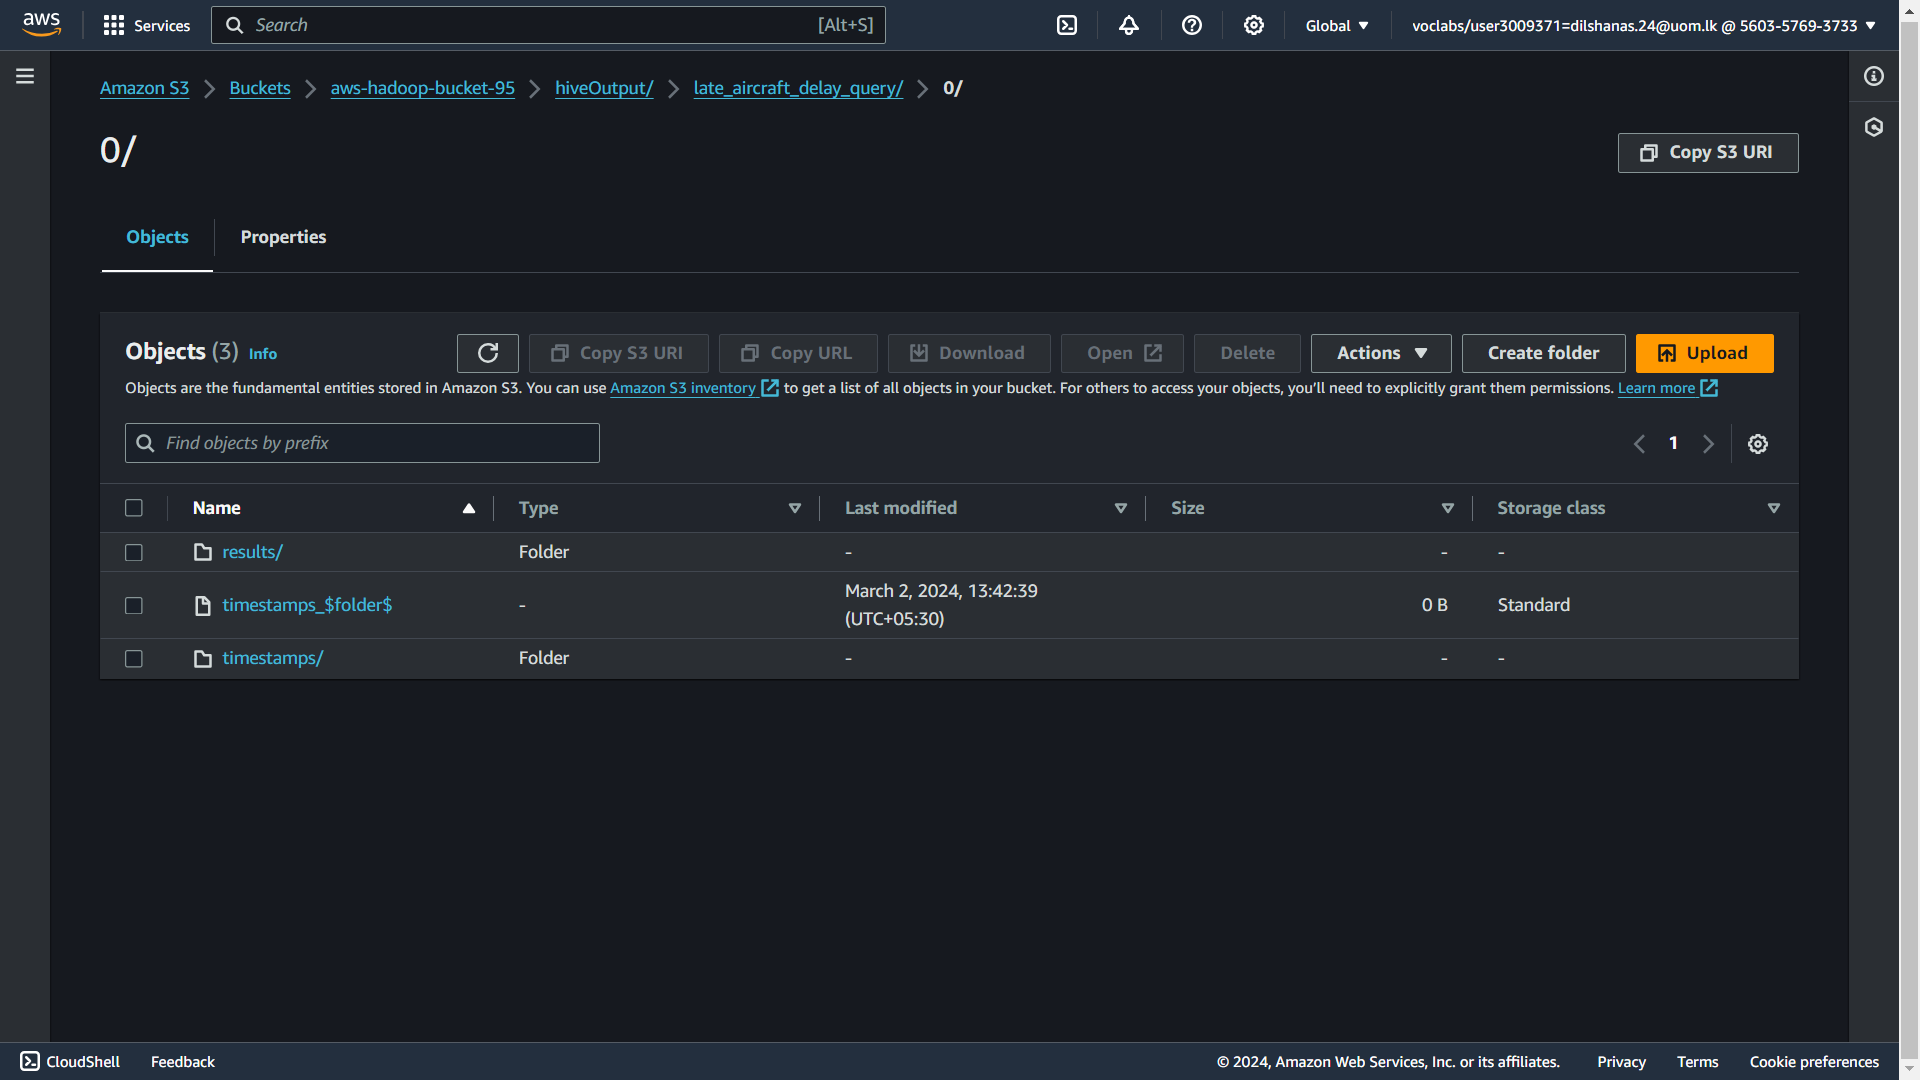 aws Services Search [Alt+S] Global voclabs/user3009371=dilshanas.24@uom.lk @ 5603-5769-3733
Amazon S3 Buckets aws-hadoop-bucket-95 hiveOutput/ late_aircraft_delay_query/ 0/
0/
Copy S3 URI
Objects Properties
Objects (3) Info Copy S3 URI Copy URL Download Open Delete Actions Create folder Upload
Objects are the fundamental entities stored in Amazon S3. You can use Amazon S3 inventory to get a list of all objects in your bucket. For others to access your objects, you'll need to explicitly grant them permissions. Learn more
Find objects by prefix 1
Name Type Last modified Size Storage class
results/ Folder - - -
timestamps_$folder$ - March 2, 2024, 13:42:39 (UTC+05:30) 0 B Standard
timestamps/ Folder - - -
CloudShell Feedback © 2024, Amazon Web Services, Inc. or its affiliates. Privacy Terms Cookie preferences